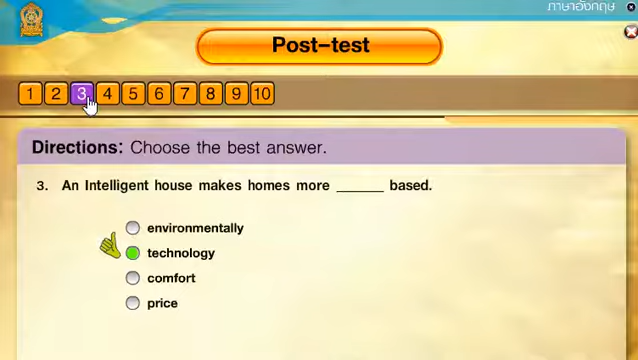 ภาษาอังกฤษ
Post-test
1 2 3 4 5 6 7 8 9 10
Directions: Choose the best answer.
3. An Intelligent house makes homes more ______ based.
environmentally
technology
comfort
price